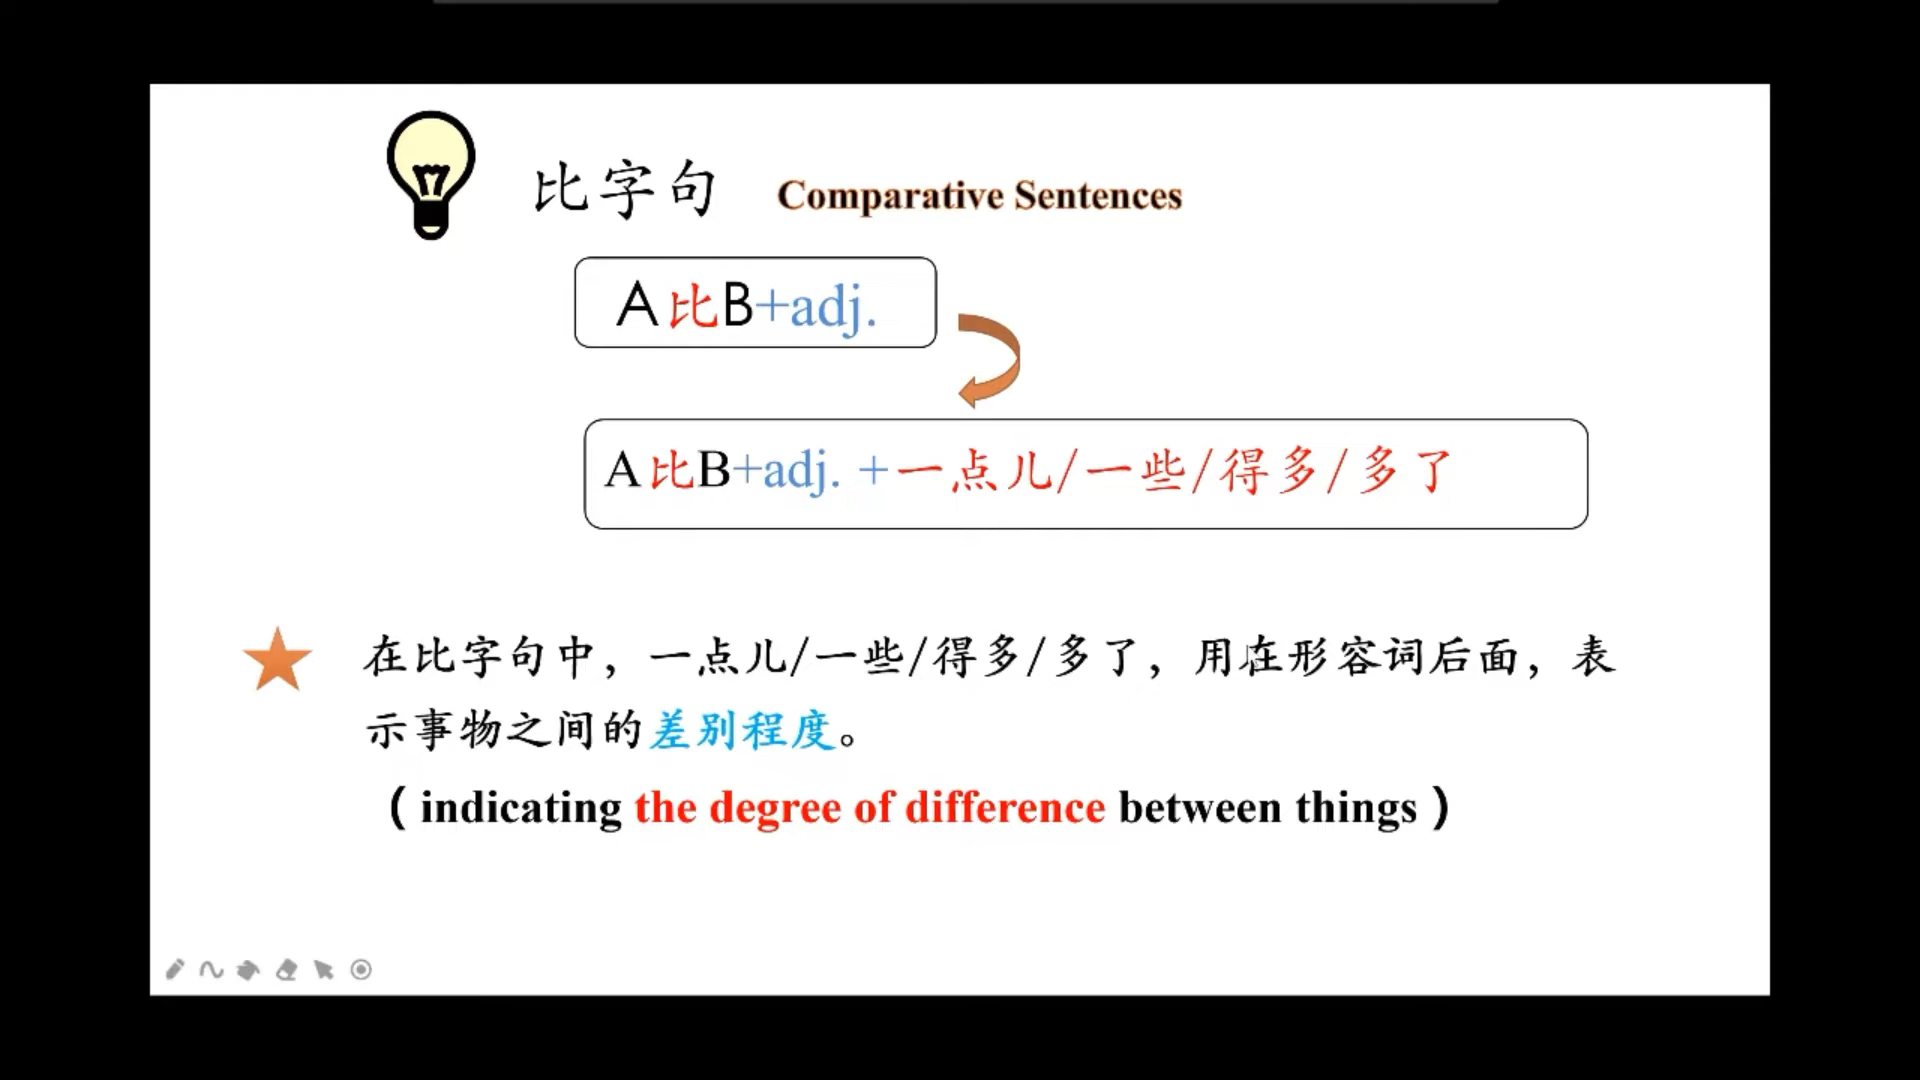 比字句 Comparative Sentences
A比B+adj.
A比B+adj. +一点儿/一些/得多/多了
在比字句中，一点儿/一些/得多/多了，用在形容词后面，表
示事物之间的差别程度。
（indicating the degree of difference between things）